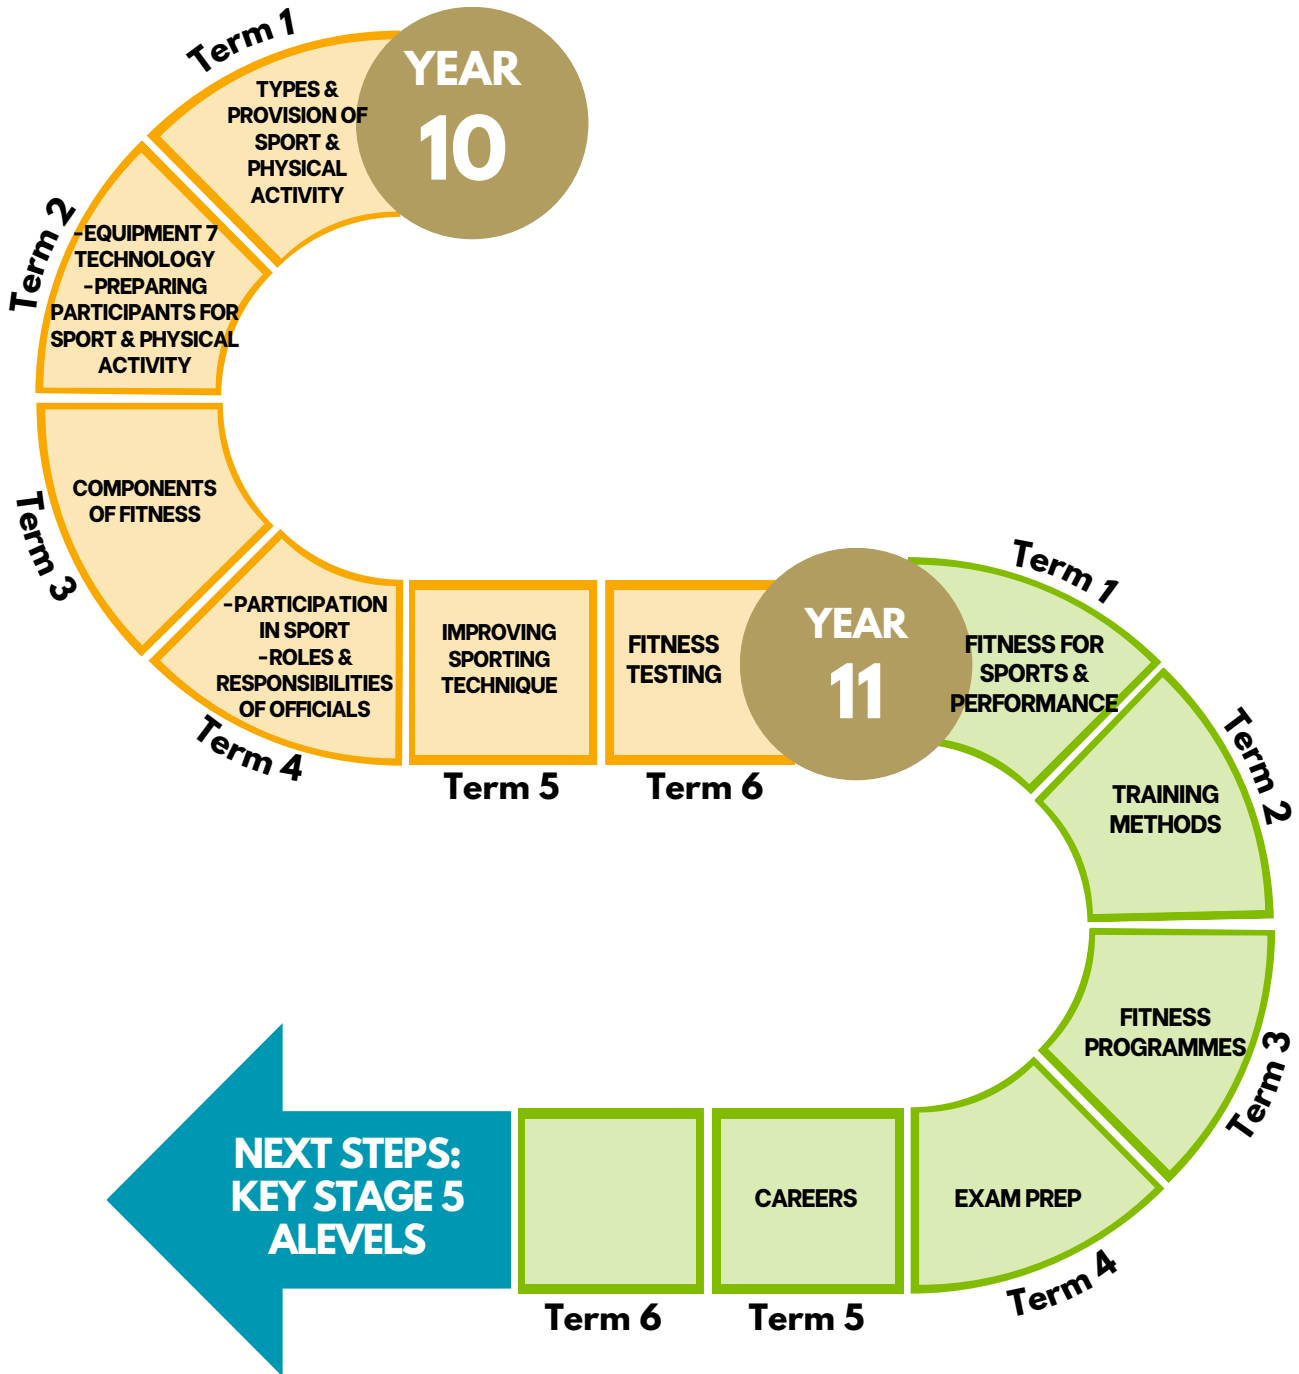 YEAR
10
Term 1
TYPES &
PROVISION OF
SPORT &
PHYSICAL
ACTIVITY
Term 2
-EQUIPMENT 7
TECHNOLOGY
-PREPARING
PARTICIPANTS FOR
SPORT & PHYSICAL
ACTIVITY
Term 3
COMPONENTS
OF FITNESS
Term 4
-PARTICIPATION
IN SPORT
-ROLES &
RESPONSIBILITIES
OF OFFICIALS
IMPROVING
SPORTING
TECHNIQUE
Term 5
FITNESS
TESTING
Term 6
YEAR
11
Term 1
FITNESS FOR
SPORTS &
PERFORMANCE
Term 2
TRAINING
METHODS
FITNESS
PROGRAMMES
Term 3
EXAM PREP
Term 4
CAREERS
Term 5
Term 6
NEXT STEPS:
KEY STAGE 5
ALEVELS